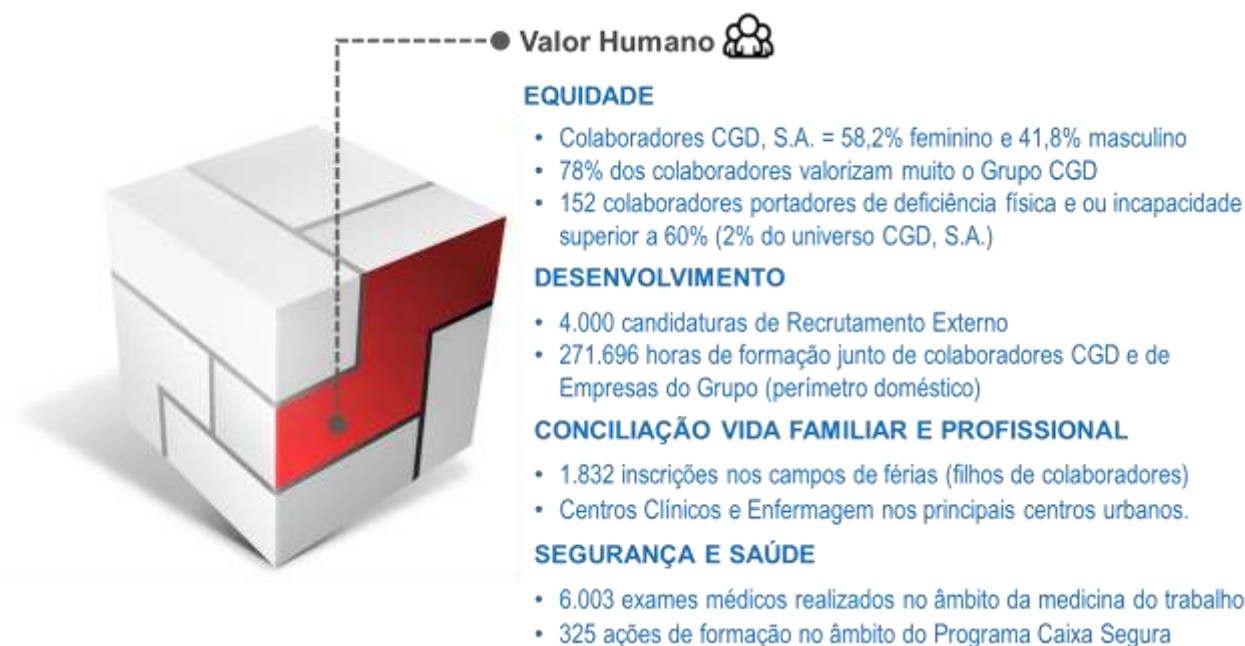 Valor Humano
EQUIDADE
• Colaboradores CGD, S.A. = 58,2% feminino e 41,8% masculino
• 78% dos colaboradores valorizam muito o Grupo CGD
• 152 colaboradores portadores de deficiência física e ou incapacidade
superior a 60% (2% do universo CGD, S.A.)
DESENVOLVIMENTO
• 4.000 candidaturas de Recrutamento Externo
• 271.696 horas de formação junto de colaboradores CGD e de
Empresas do Grupo (perímetro doméstico)
CONCILIAÇÃO VIDA FAMILIAR E PROFISSIONAL
• 1.832 inscrições nos campos de férias (filhos de colaboradores)
• Centros Clínicos e Enfermagem nos principais centros urbanos.
SEGURANÇA E SAÚDE
• 6.003 exames médicos realizados no âmbito da medicina do trabalho
• 325 ações de formação no âmbito do Programa Caixa Segura